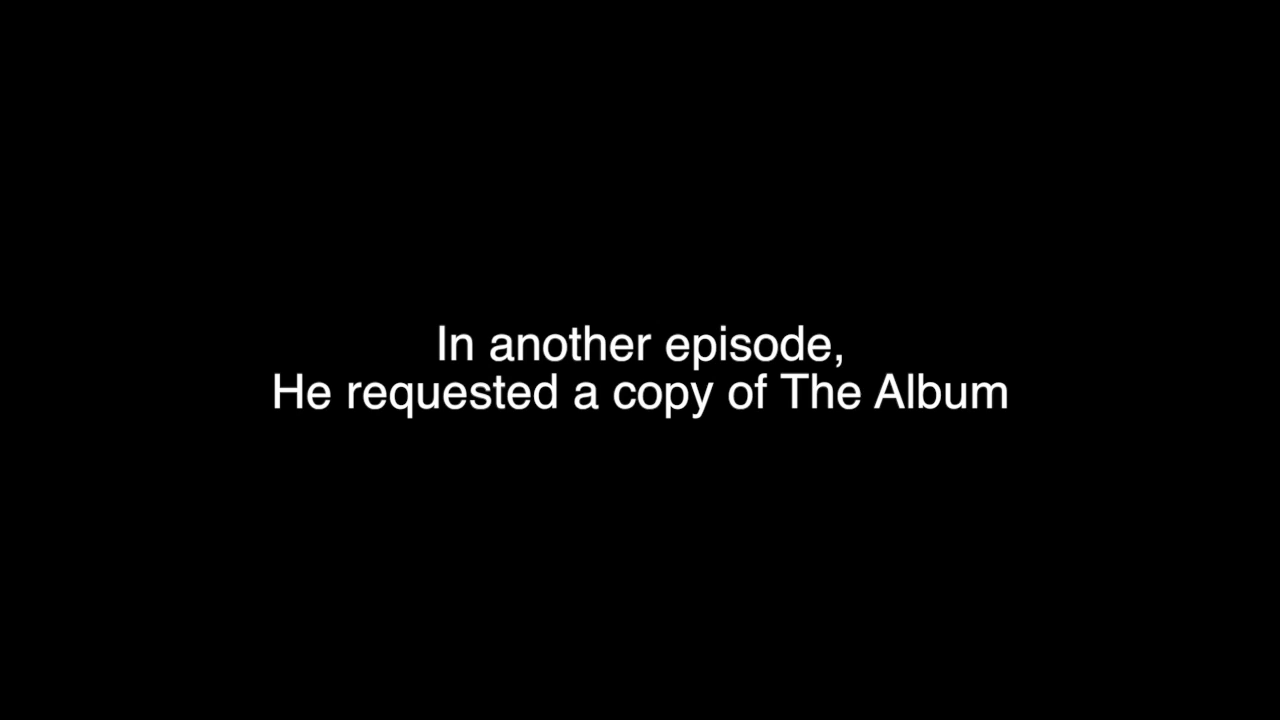 In another episode,
He requested a copy of The Album